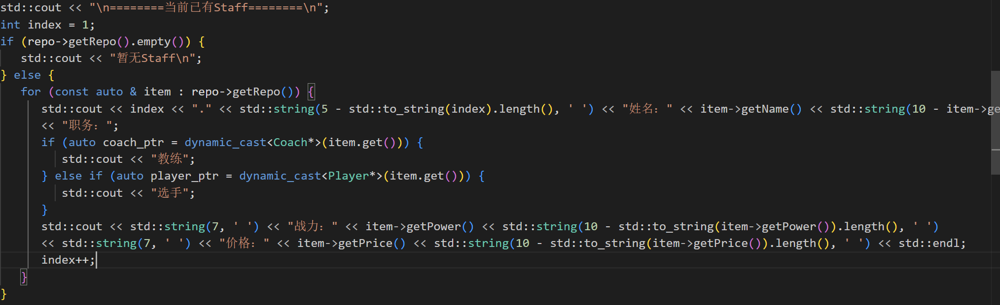 std::cout << "\n========当前已有Staff========\n";
int index = 1;
if (repo->getRepo().empty()) {
std::cout << "暂无Staff\n";
} else {
for (const auto & item : repo->getRepo()) {
std::cout << index << "." << std::string(5 - std::to_string(index).length(), ' ') << "姓名：" << item->getName() << std::string(10 - item->ge
<< "职务：";
if (auto coach_ptr = dynamic_cast<Coach*>(item.get())) {
std::cout << "教练";
} else if (auto player_ptr = dynamic_cast<Player*>(item.get())) {
std::cout << "选手";
}
std::cout << std::string(7, ' ') << "战力：" << item->getPower() << std::string(10 - std::to_string(item->getPower()).length(), ' ')
<< std::string(7, ' ') << "价格：" << item->getPrice() << std::string(10 - std::to_string(item->getPrice()).length(), ' ') << std::endl;
index++;
}
}